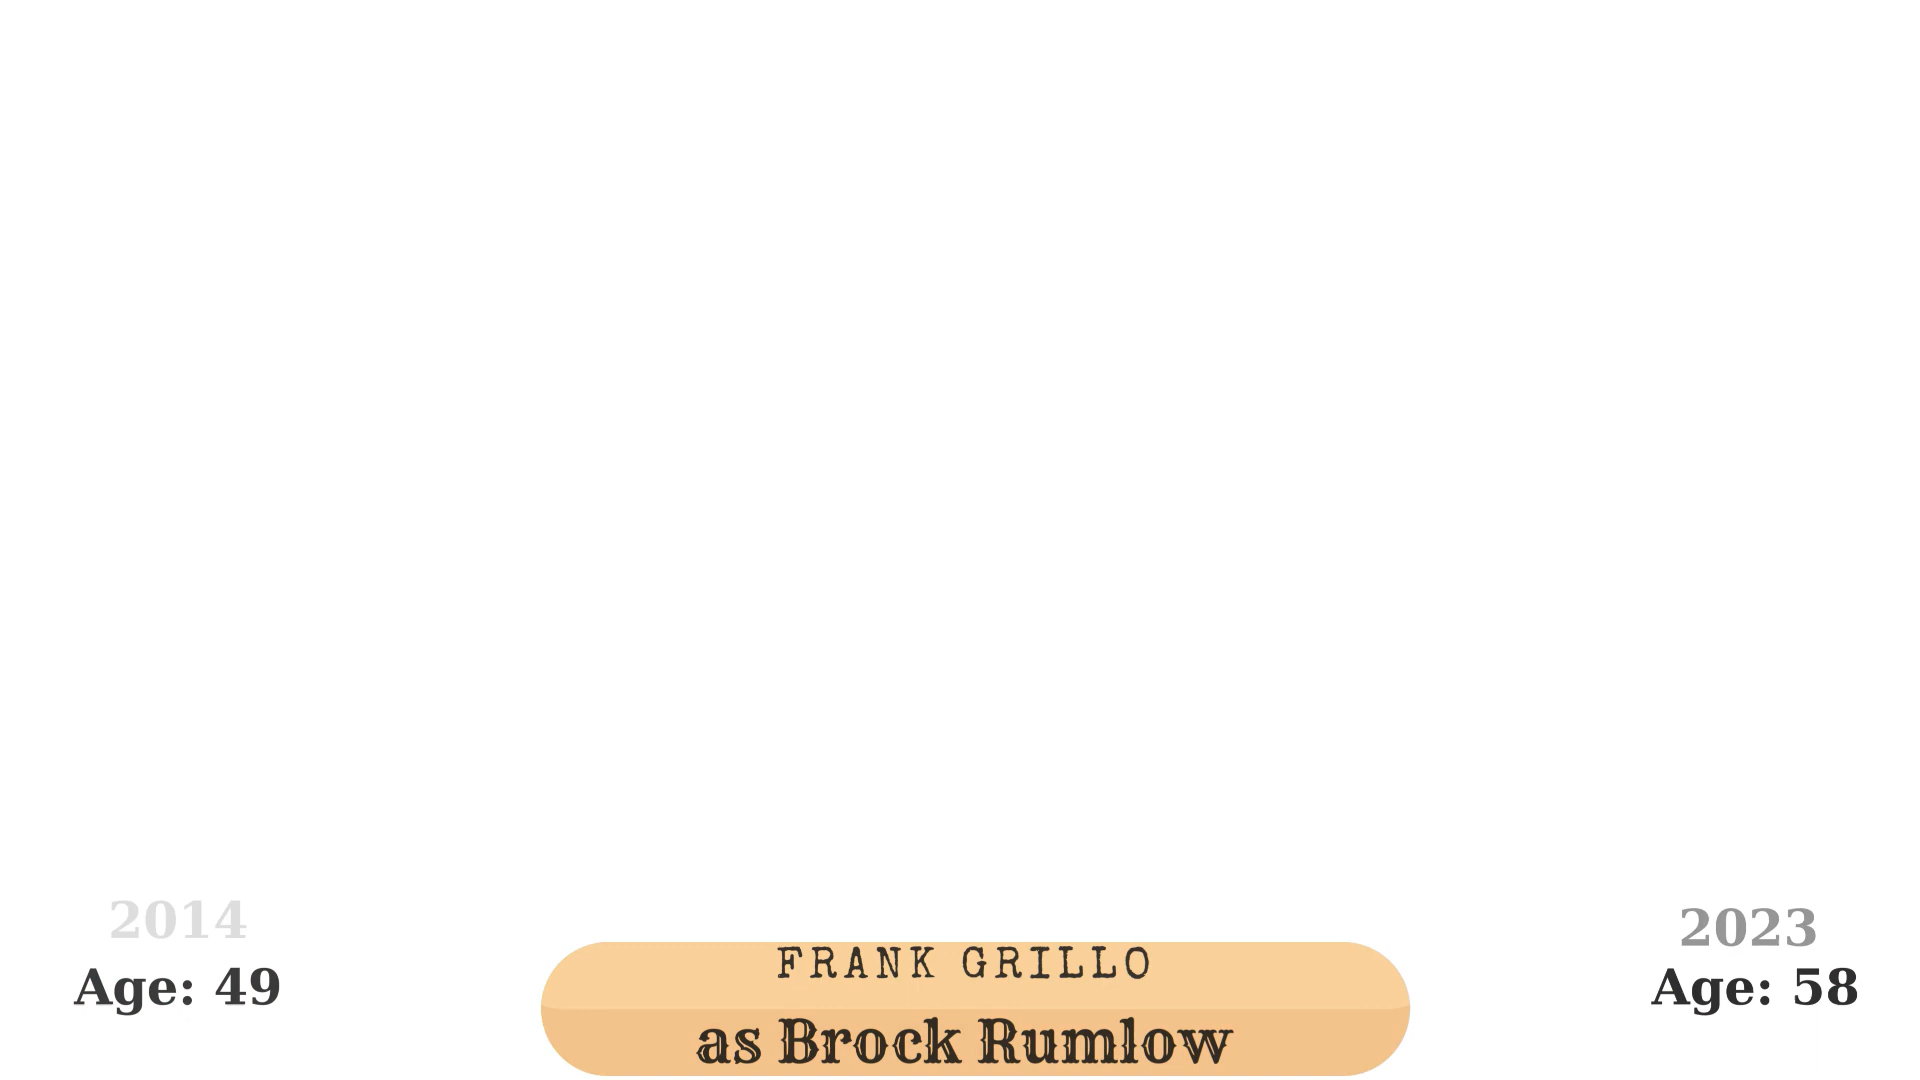 2014
Age: 49
FRANK GRILLO
as Brock Rumlow
2023
Age: 58